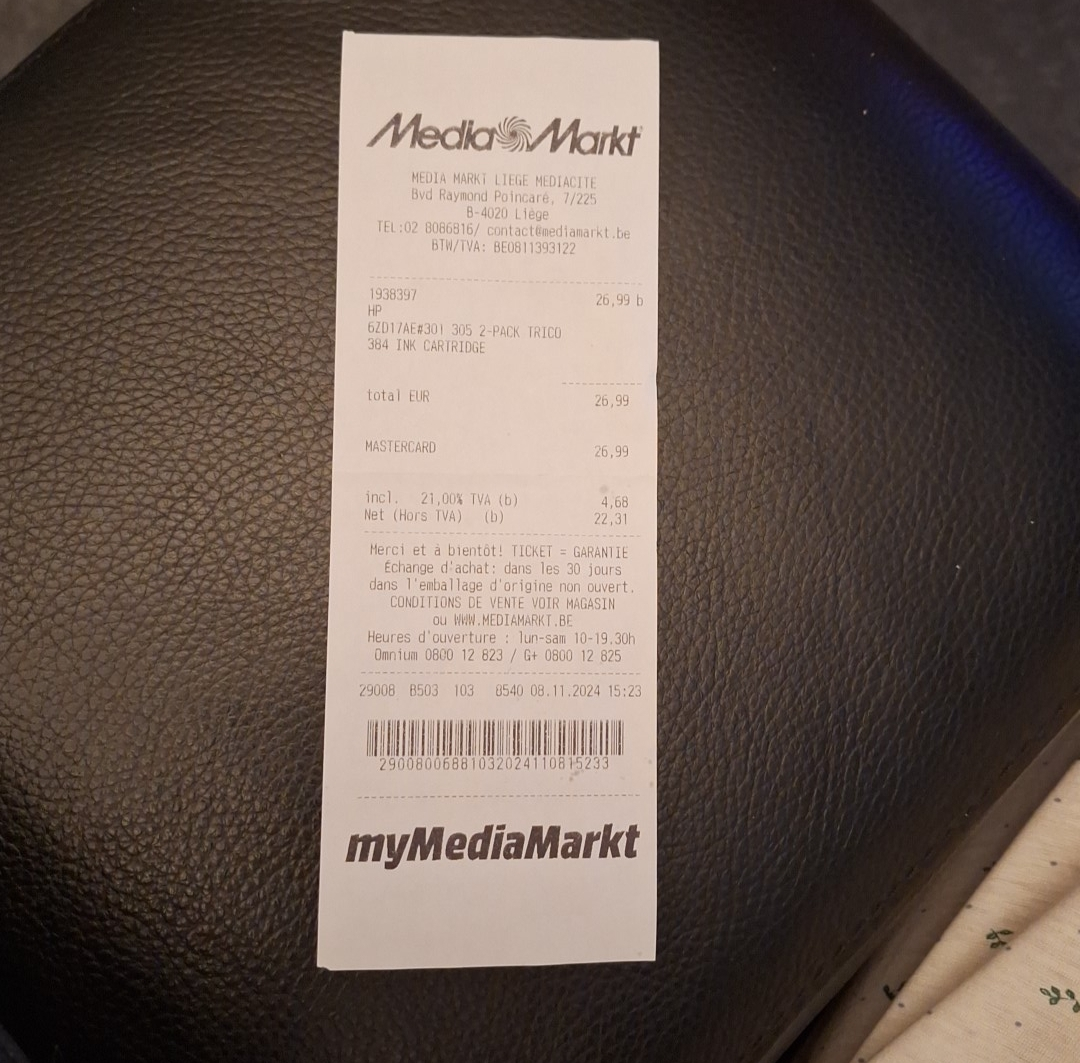 Media Markt
MEDIA MARKT LIEGE MEDIACITE
Bvd Raymond Poincaré, 7/225
B-4020 Liège
TEL:02 8086816/ contact@mediamarkt.be
BTW/TVA: BE0811393122
1938397 26,99 b
HP
6ZD17AE#301 305 2-PACK TRICO
384 INK CARTRIDGE
total EUR 26,99
MASTERCARD 26,99
incl. 21,00% TVA (b) 4,68
Net (Hors TVA) (b) 22,31
Merci et à bientôt! TICKET = GARANTIE
Échange d'achat: dans les 30 jours
dans l'emballage d'origine non ouvert.
CONDITIONS DE VENTE VOIR MAGASIN
ou WWW.MEDIAMARKT.BE
Heures d'ouverture : lun-sam 10-19.30h
Omnium 0800 12 823 / G+ 0800 12 825
29008 B503 103 8540 08.11.2024 15:23
2900800688103202411081​5233
myMediaMarkt